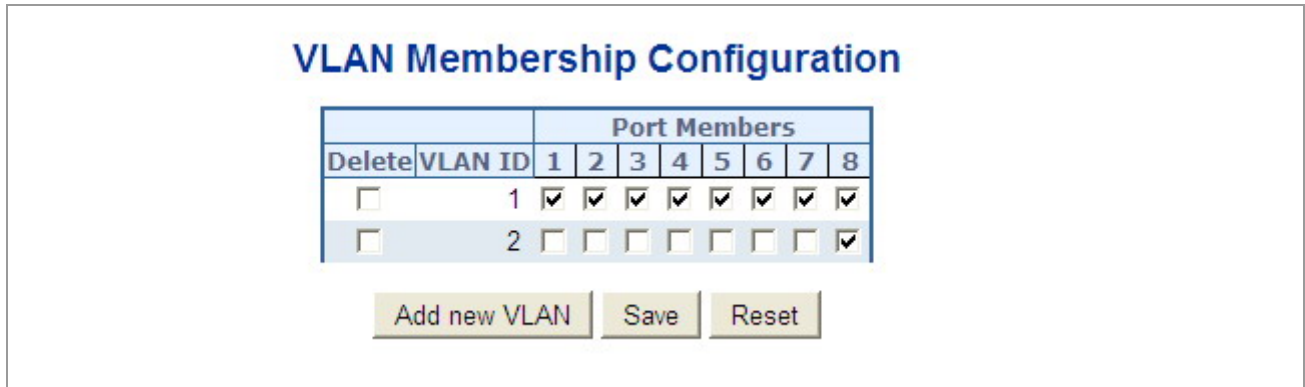 VLAN Membership Configuration
Port Members
Delete VLAN ID 1 2 3 4 5 6 7 8
1
2
Add new VLAN Save Reset